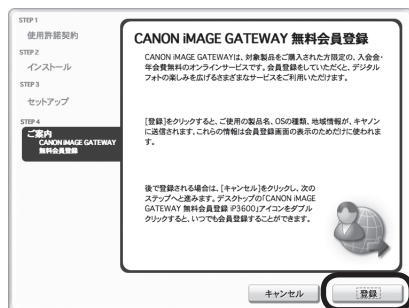 STEP 1
使用許諾契約
STEP 2
インストール
STEP 3
セットアップ
STEP 4
ご案内
CANON iMAGE GATEWAY
無料会員登録
CANON iMAGE GATEWAY 無料会員登録
CANON iMAGE GATEWAYは、対象製品をご購入された方限定の、入会金・
年会費無料のオンラインサービスです。会員登録をしていただくと、デジタル
フォトの楽しみを広げるさまざまなサービスをご利用いただけます。
[登録]をクリックすると、ご使用の製品名、OSの種類、地域情報が、キヤノン
に送信されます。これらの情報は会員登録画面の表示のためだけに使われま
す。
後で登録される場合は、[キャンセル]をクリックし、次の
ステップへと進みます。デスクトップの「CANON iMAGE
GATEWAY 無料会員登録 iP3600」アイコンをダブル
クリックすると、いつでも会員登録することができます。
キャンセル
登録